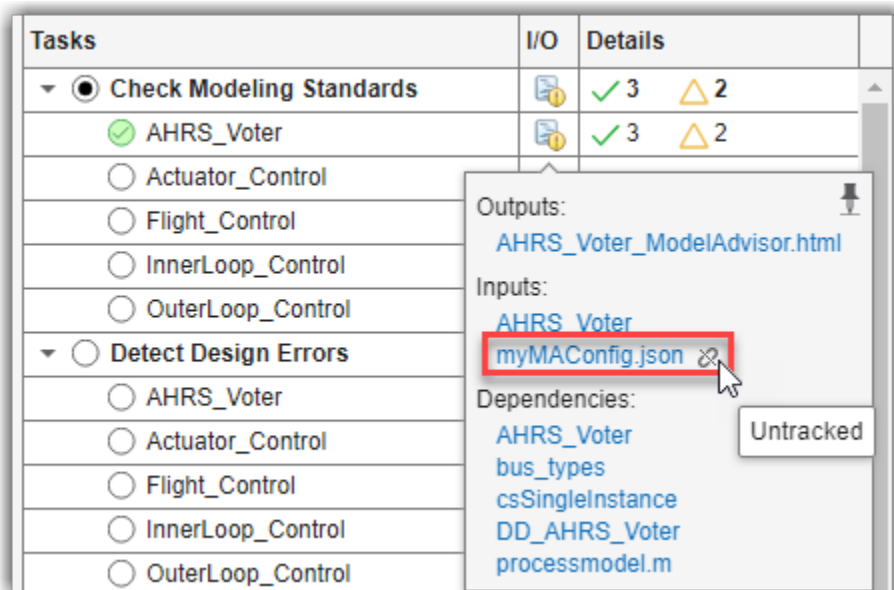 Tasks I/O Details
Check Modeling Standards 3 2
AHRS_Voter 3 2
Actuator_Control
Flight_Control
InnerLoop_Control
OuterLoop_Control
Detect Design Errors
AHRS_Voter
Actuator_Control
Flight_Control
InnerLoop_Control
OuterLoop_Control
Outputs:
AHRS_Voter_ModelAdvisor.html
Inputs:
AHRS_Voter
myMAConfig.json
Untracked
Dependencies:
AHRS_Voter
bus_types
csSingleInstance
DD_AHRS_Voter
processmodel.m